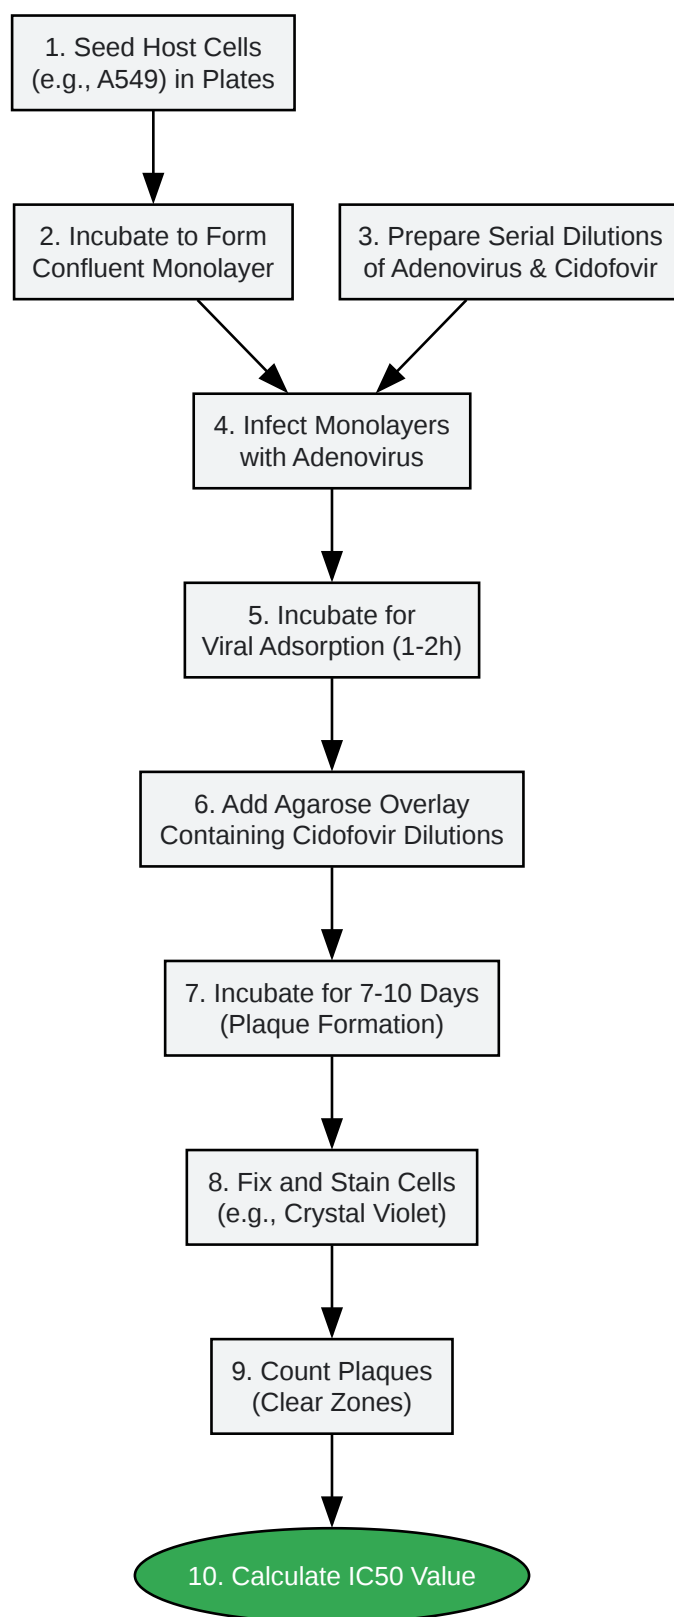 1. Seed Host Cells
(e.g., A549) in Plates
2. Incubate to Form
Confluent Monolayer
3. Prepare Serial Dilutions
of Adenovirus & Cidofovir
4. Infect Monolayers
with Adenovirus
5. Incubate for
Viral Adsorption (1-2h)
6. Add Agarose Overlay
Containing Cidofovir Dilutions
7. Incubate for 7-10 Days
(Plaque Formation)
8. Fix and Stain Cells
(e.g., Crystal Violet)
9. Count Plaques
(Clear Zones)
10. Calculate IC50 Value